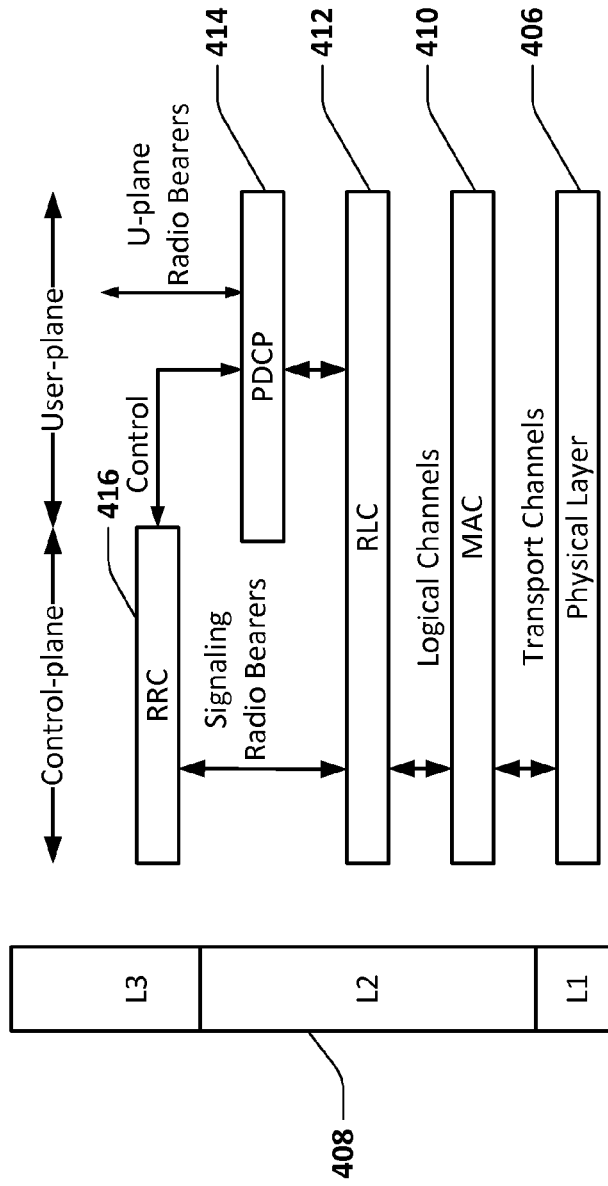 Control-plane
User-plane
416
Control
U-plane
Radio Bearers
414
L3
RRC
Signaling
Radio Bearers
PDCP
412
408
L2
RLC
Logical Channels
410
MAC
Transport Channels
406
L1
Physical Layer